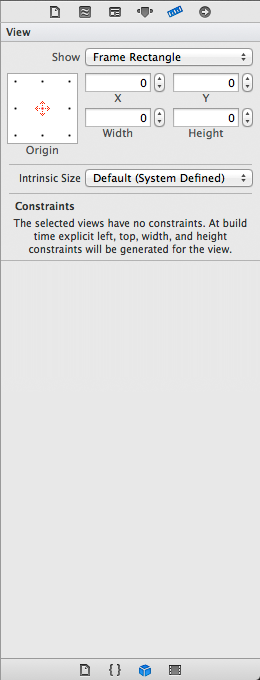 View
Show Frame Rectangle
0 0
X Y
0 0
Width Height
Origin
Intrinsic Size Default (System Defined)
Constraints
The selected views have no constraints. At build
time explicit left, top, width, and height
constraints will be generated for the view.
{ }